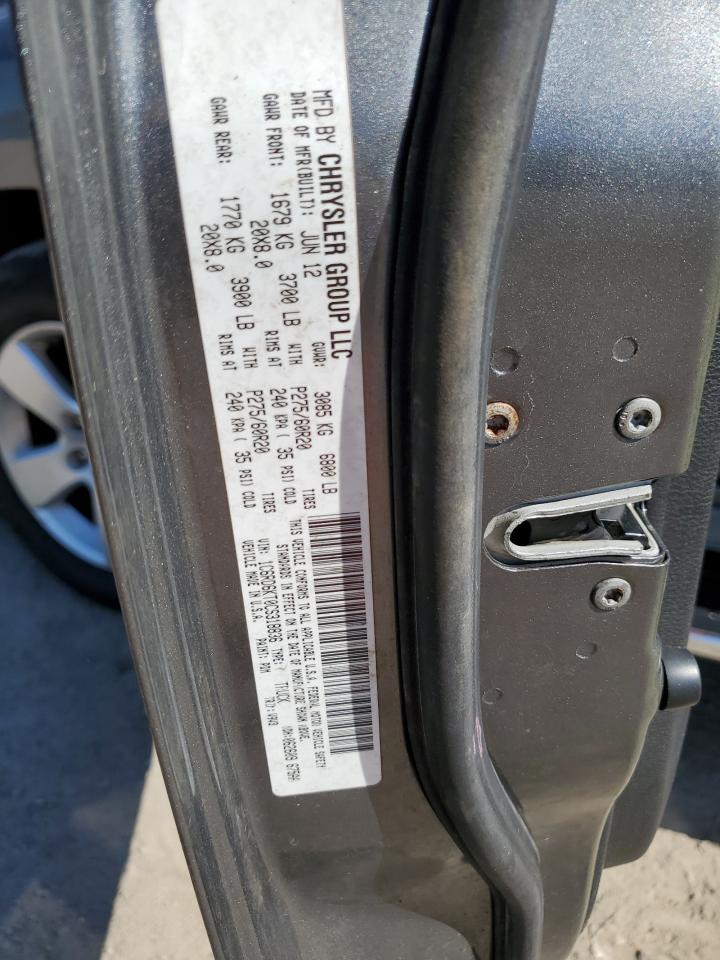 MFD BY CHRYSLER GROUP LLC
DATE OF MFR(BUILT): JUN 12 GVWR: 3085 KG 6800 LB
GAWR FRONT: 1679 KG 3700 LB WITH P275/60R20 TIRES
20X8.0 RIMS AT 240 KPA ( 35 PSI) COLD
GAWR REAR: 1770 KG 3900 LB WITH P275/60R20 TIRES
20X8.0 RIMS AT 240 KPA ( 35 PSI) COLD
THIS VEHICLE CONFORMS TO ALL APPLICABLE U.S.A. FEDERAL MOTOR VEHICLE SAFETY
STANDARDS IN EFFECT ON THE DATE OF MANUFACTURE SHOWN ABOVE.
VIN: 1C6RD6KT0CS318836 TYPE: TRUCK
VEHICLE MADE IN U.S.A. PAINT: PDM